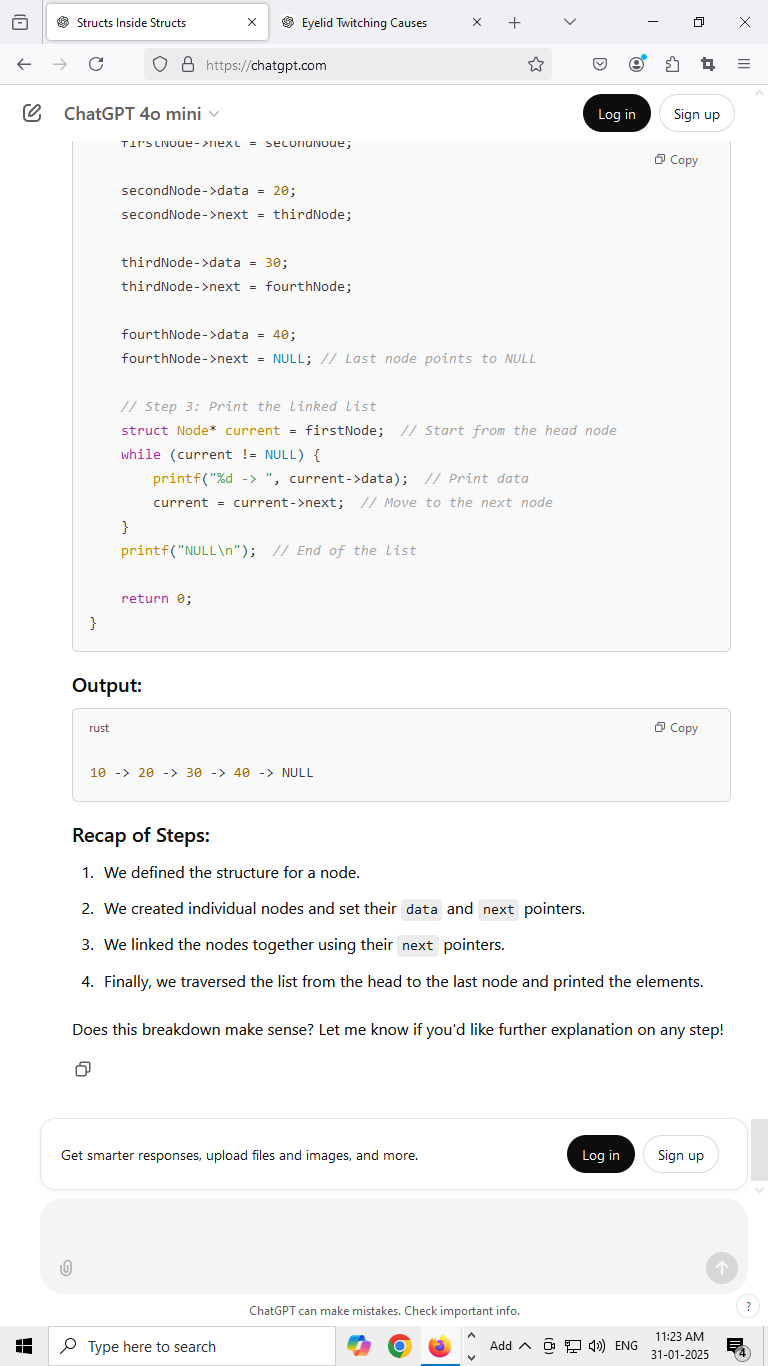 Structs Inside Structs
Eyelid Twitching Causes
https://chatgpt.com
ChatGPT 4o mini
Log in
Sign up
firstNode->next = secondNode;
Copy
secondNode->data = 20;
secondNode->next = thirdNode;
thirdNode->data = 30;
thirdNode->next = fourthNode;
fourthNode->data = 40;
fourthNode->next = NULL; // Last node points to NULL
// Step 3: Print the linked list
struct Node* current = firstNode;  // Start from the head node
while (current != NULL) {
printf("%d -> ", current->data);  // Print data
current = current->next;  // Move to the next node
}
printf("NULL\n");  // End of the list
return 0;
}
Output:
rust
Copy
10 -> 20 -> 30 -> 40 -> NULL
Recap of Steps:
1. We defined the structure for a node.
2. We created individual nodes and set their data and next pointers.
3. We linked the nodes together using their next pointers.
4. Finally, we traversed the list from the head to the last node and printed the elements.
Does this breakdown make sense? Let me know if you'd like further explanation on any step!
Get smarter responses, upload files and images, and more.
Log in
Sign up
ChatGPT can make mistakes. Check important info.
?
Type here to search
Add
ENG
11:23 AM
31-01-2025
4